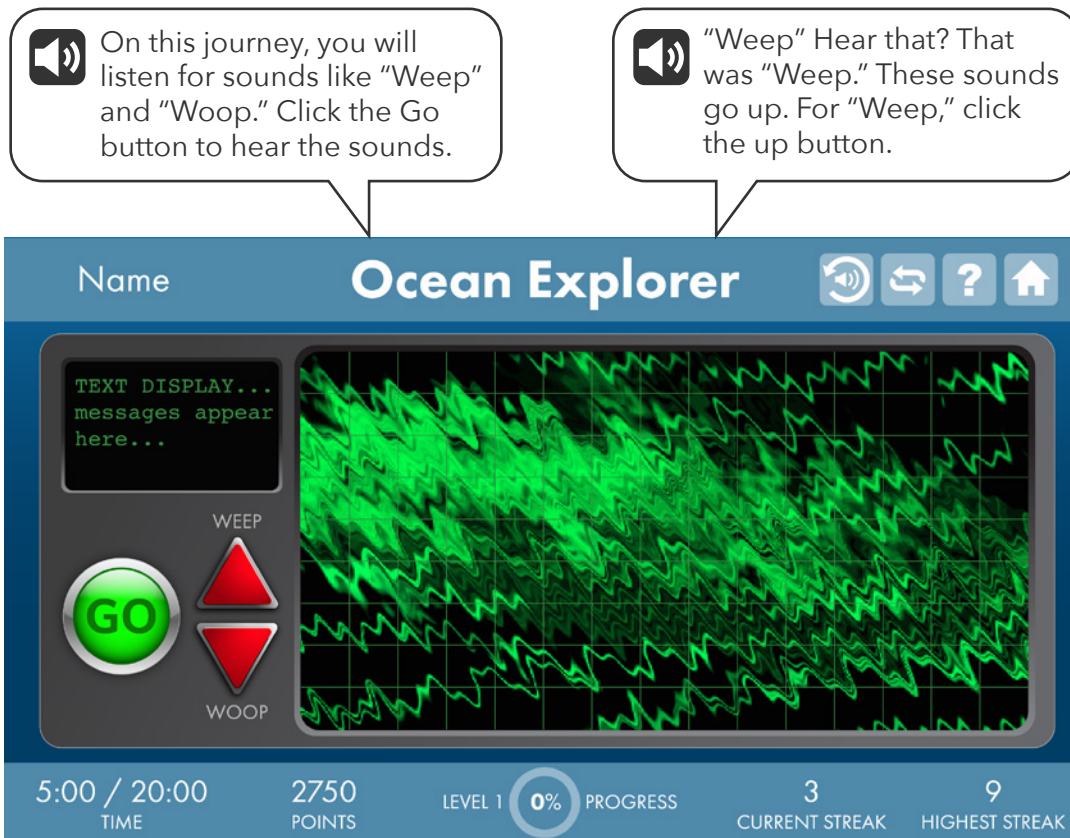 On this journey, you will
listen for sounds like “Weep”
and “Woop.” Click the Go
button to hear the sounds.
“Weep” Hear that? That
was “Weep.” These sounds
go up. For “Weep,” click
the up button.
Name
Ocean Explorer
?
TEXT DISPLAY...
messages appear
here...
WEEP
GO
WOOP
5:00 / 20:00
TIME
2750
POINTS
LEVEL 1
0%
PROGRESS
3
CURRENT STREAK
9
HIGHEST STREAK